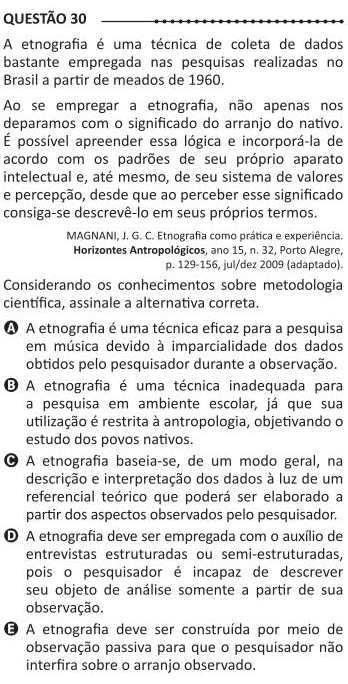 QUESTÃO 30
A etnografia é uma técnica de coleta de dados
bastante empregada nas pesquisas realizadas no
Brasil a partir de meados de 1960.
Ao se empregar a etnografia, não apenas nos
deparamos com o significado do arranjo do nativo.
É possível apreender essa lógica e incorporá-la de
acordo com os padrões de seu próprio aparato
intelectual e, até mesmo, de seu sistema de valores
e percepção, desde que ao perceber esse significado
consiga-se descrevê-lo em seus próprios termos.
MAGNANI, J. G. C. Etnografia como prática e experiência.
Horizontes Antropológicos, ano 15, n. 32, Porto Alegre,
p. 129-156, jul/dez 2009 (adaptado).
Considerando os conhecimentos sobre metodologia
científica, assinale a alternativa correta.
A A etnografia é uma técnica eficaz para a pesquisa
em música devido à imparcialidade dos dados
obtidos pelo pesquisador durante a observação.
B A etnografia é uma técnica inadequada para
a pesquisa em ambiente escolar, já que sua
utilização é restrita à antropologia, objetivando o
estudo dos povos nativos.
C A etnografia baseia-se, de um modo geral, na
descrição e interpretação dos dados à luz de um
referencial teórico que poderá ser elaborado a
partir dos aspectos observados pelo pesquisador.
D A etnografia deve ser empregada com o auxílio de
entrevistas estruturadas ou semi-estruturadas,
pois o pesquisador é incapaz de descrever
seu objeto de análise somente a partir de sua
observação.
E A etnografia deve ser construída por meio de
observação passiva para que o pesquisador não
interfira sobre o arranjo observado.